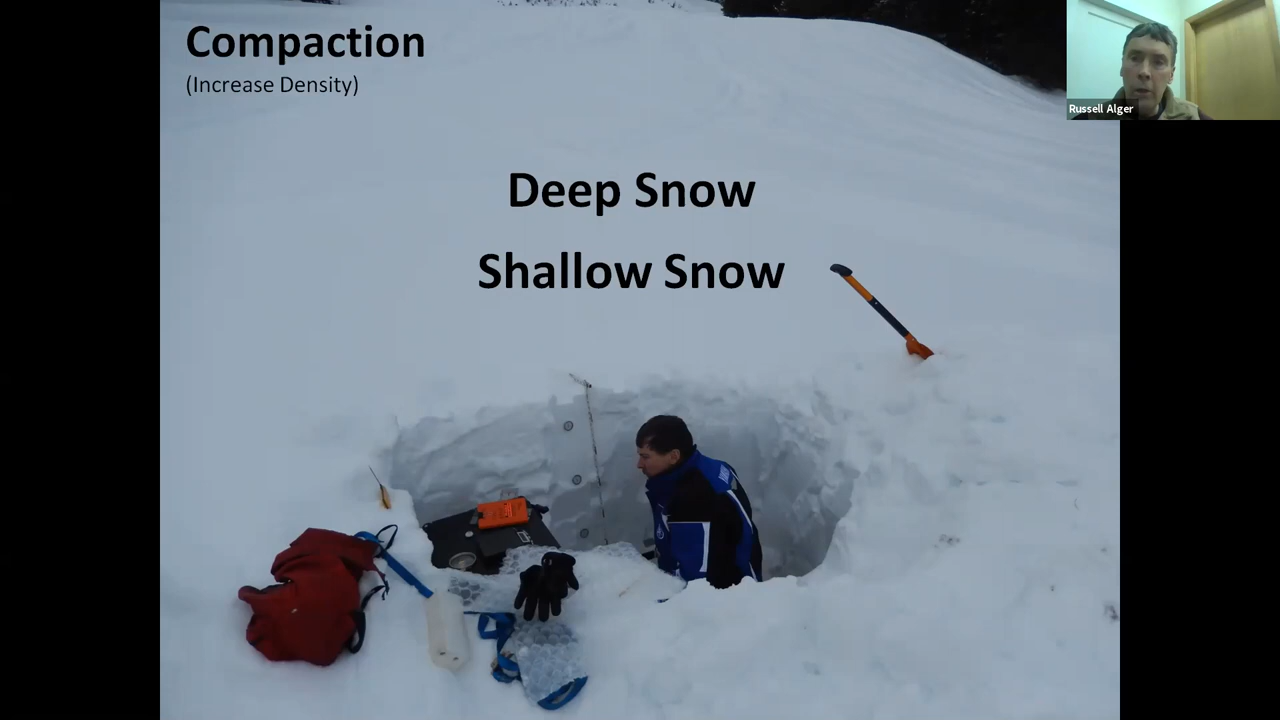 Compaction
(Increase Density)
Deep Snow
Shallow Snow
Russell Alger